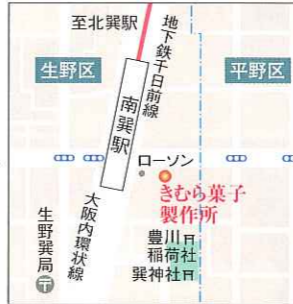 至北巽駅
地下鉄千日前線
生野区
平野区
南巽駅
ローソン
きむら菓子
製作所
大阪内環状線
豊川
稲荷社
巽神社
生野巽局